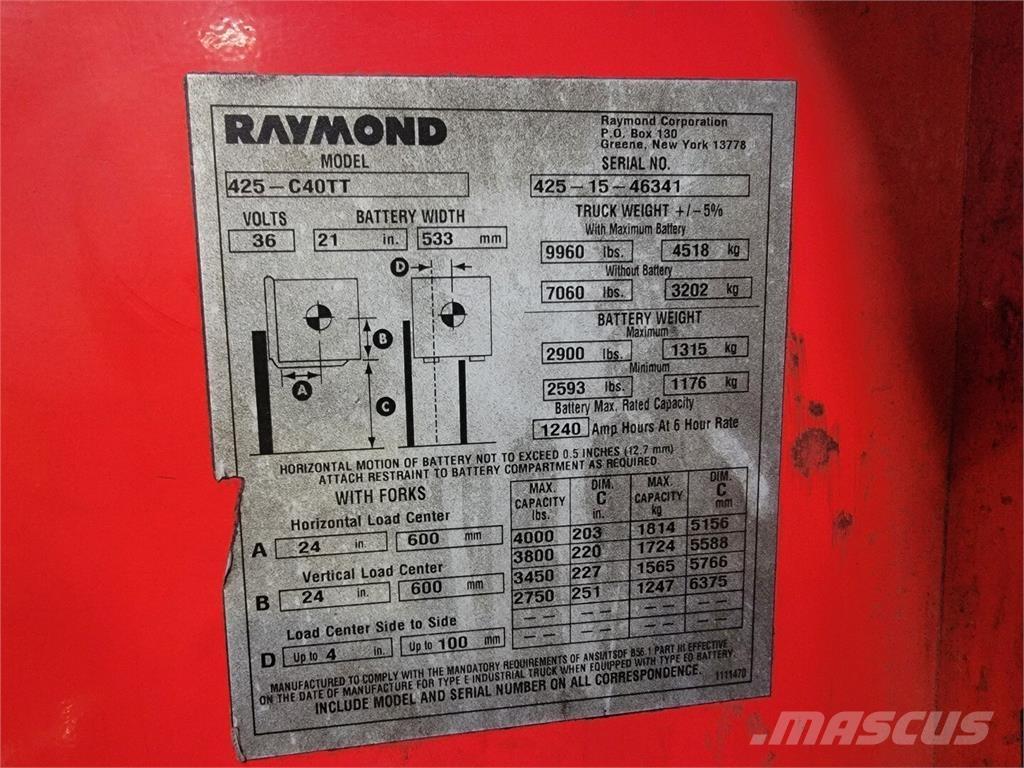 RAYMOND
Raymond Corporation
P.O. Box 130
Greene, New York 13778
MODEL
425-C40TT
SERIAL NO.
425-15-46341
VOLTS
36
BATTERY WIDTH
21 in. 533 mm
TRUCK WEIGHT +/-5%
With Maximum Battery
9960 lbs. 4518 kg
Without Battery
7060 lbs. 3202 kg
BATTERY WEIGHT
Maximum
2900 lbs. 1315 kg
Minimum
2593 lbs. 1176 kg
Battery Max. Rated Capacity
1240 Amp Hours At 6 Hour Rate
D
B
A
C
HORIZONTAL MOTION OF BATTERY NOT TO EXCEED 0.5 INCHES (12.7 mm)
ATTACH RESTRAINT TO BATTERY COMPARTMENT AS REQUIRED.
WITH FORKS
Horizontal Load Center
A 24 in. 600 mm
Vertical Load Center
B 24 in. 600 mm
Load Center Side to Side
D Up to 4 in. Up to 100 mm
MAX. CAPACITY lbs. DIM. C in. MAX. CAPACITY kg DIM. C mm
4000 203 1814 5156
3800 220 1724 5588
3450 227 1565 5766
2750 251 1247 6375
-- -- -- --
-- -- -- --
MANUFACTURED TO COMPLY WITH THE MANDATORY REQUIREMENTS OF ANSI/ITSDF B56.1 PART III EFFECTIVE
ON THE DATE OF MANUFACTURE FOR TYPE E INDUSTRIAL TRUCK WHEN EQUIPPED WITH TYPE EO BATTERY.
INCLUDE MODEL AND SERIAL NUMBER ON ALL CORRESPONDENCE.
1111470
MASCUS